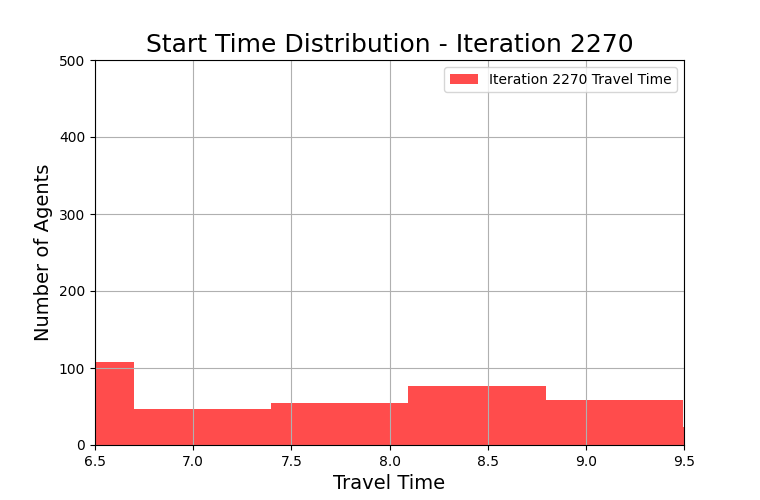 Start Time Distribution - Iteration 2270
Iteration 2270 Travel Time
Number of Agents
500
400
300
200
100
0
6.5 7.0 7.5 8.0 8.5 9.0 9.5
Travel Time